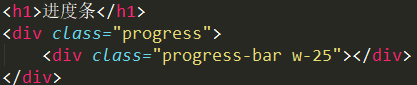 <h1>进度条</h1>
<div class="progress">
    <div class="progress-bar w-25"></div>
</div>